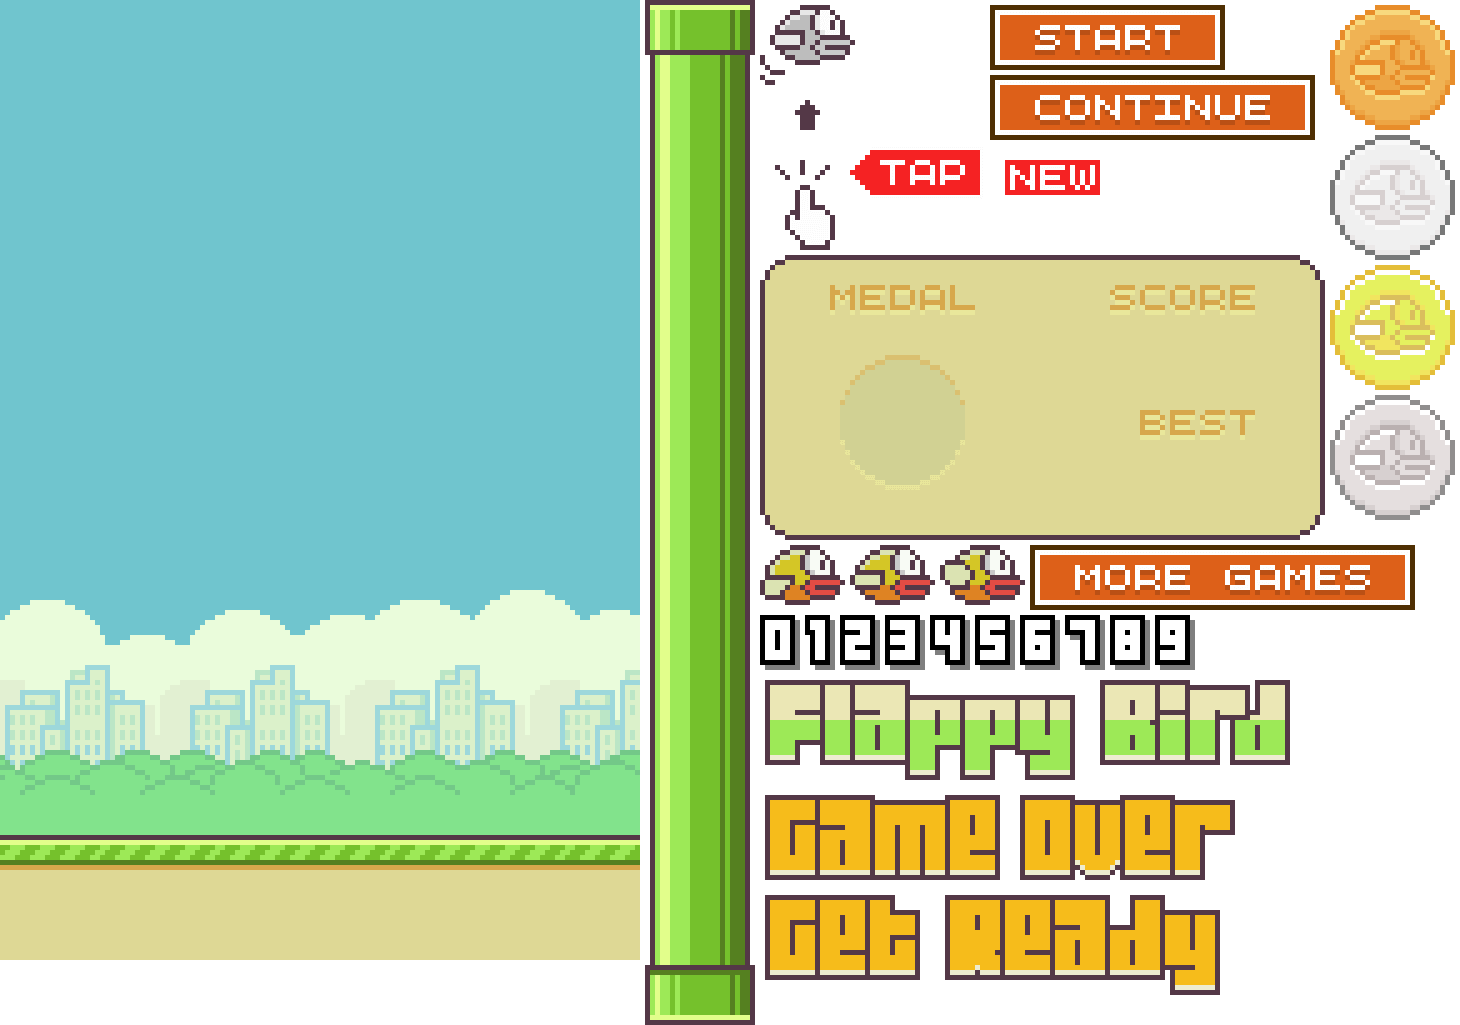 START
CONTINUE
TAP NEW
MEDAL SCORE
BEST
MORE GAMES
0123456789
Flappy Bird
Game Over
Get Ready